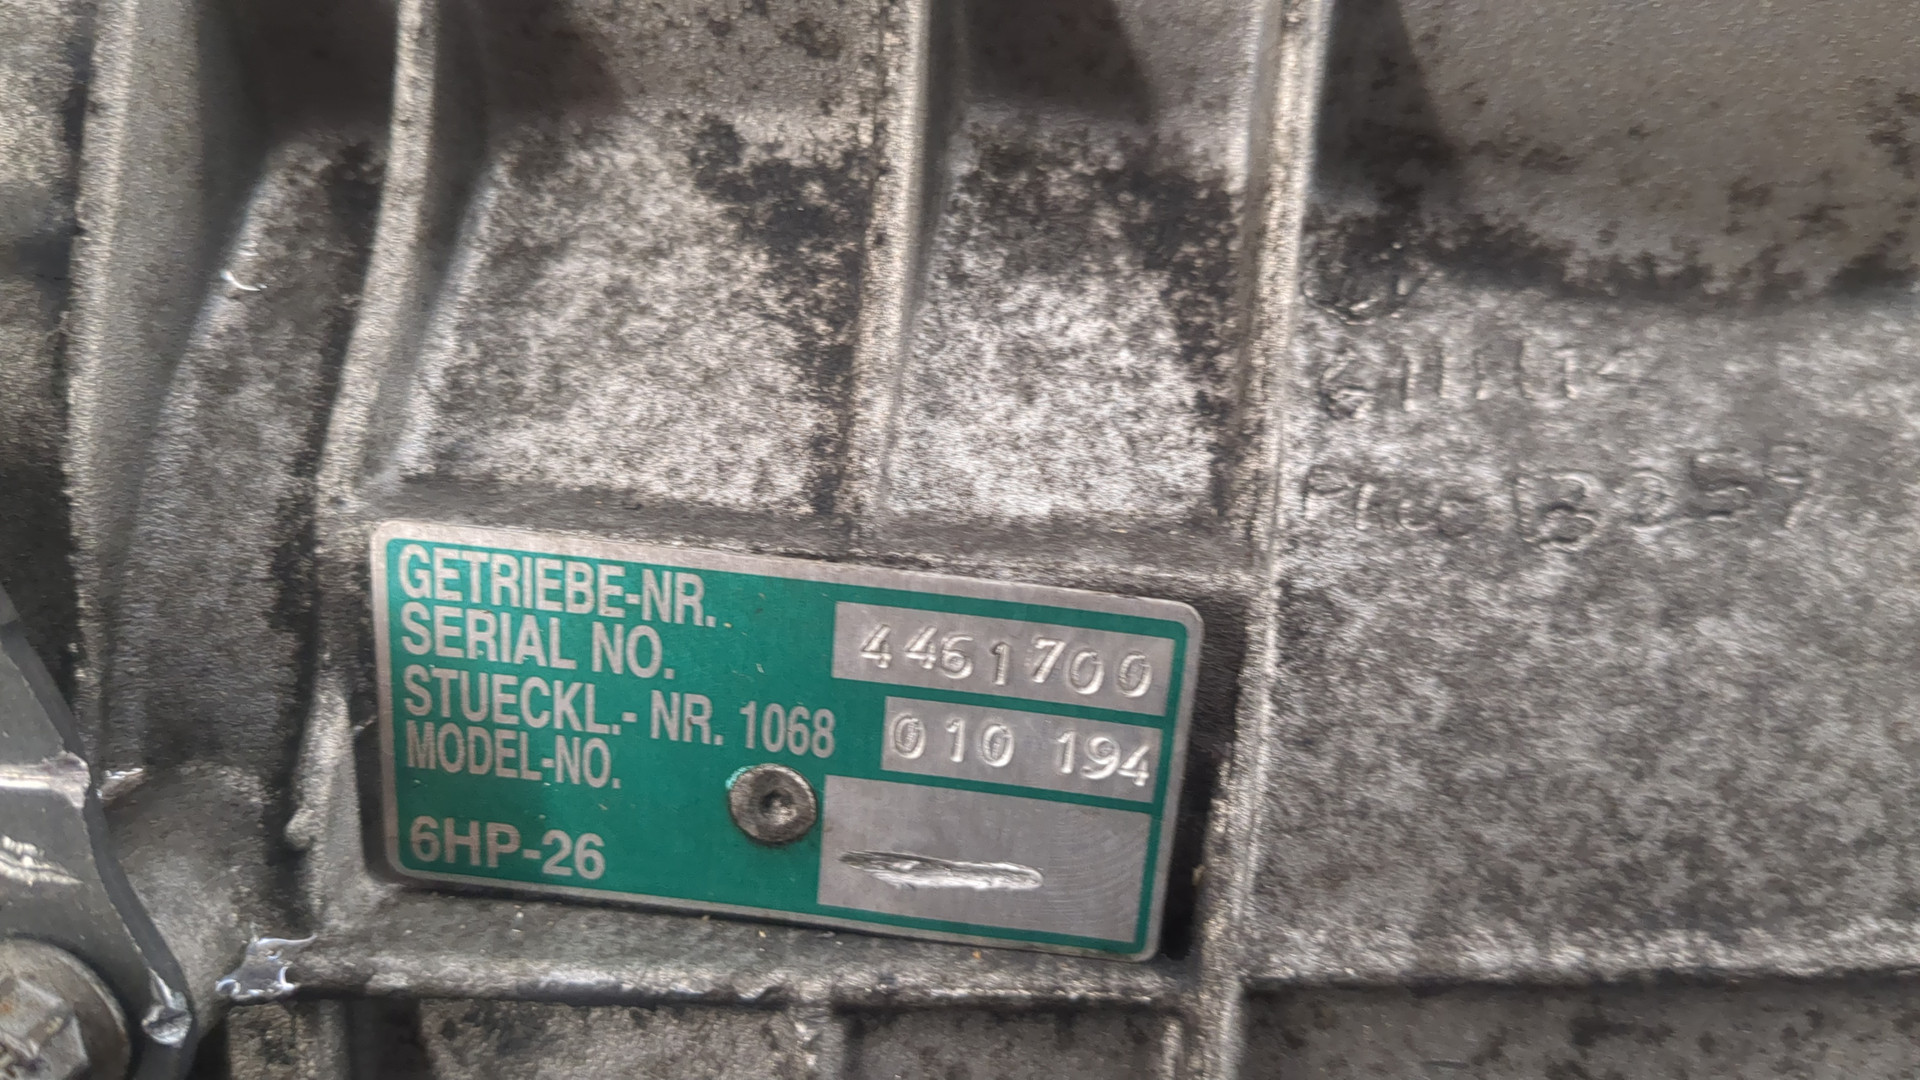 GETRIEBE-NR.
SERIAL NO. 4461700
STUECKL.- NR. 1068 010 194
MODEL-NO.
6HP-26